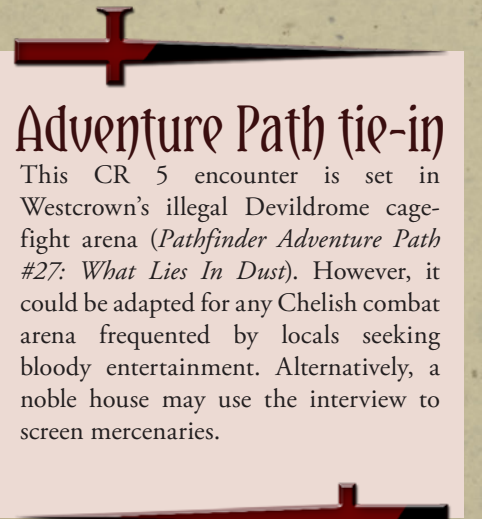 Adventure Path tie-in
This CR 5 encounter is set in
Westcrown's illegal Devildrome cage-
fight arena (Pathfinder Adventure Path
#27: What Lies In Dust). However, it
could be adapted for any Chelish combat
arena frequented by locals seeking
bloody entertainment. Alternatively, a
noble house may use the interview to
screen mercenaries.